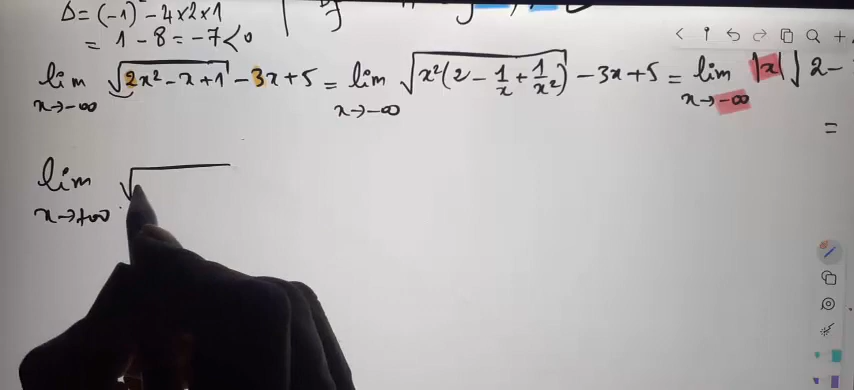 Δ = (-1)² - 4×2×1
= 1 - 8 = -7 < 0
lim x→-∞ √(2x² - x + 1) - 3x + 5 = lim x→-∞ √(x²(2 - 1/x + 1/x²)) - 3x + 5 = lim x→-∞ |x| √2 -
=
lim x→+∞ √